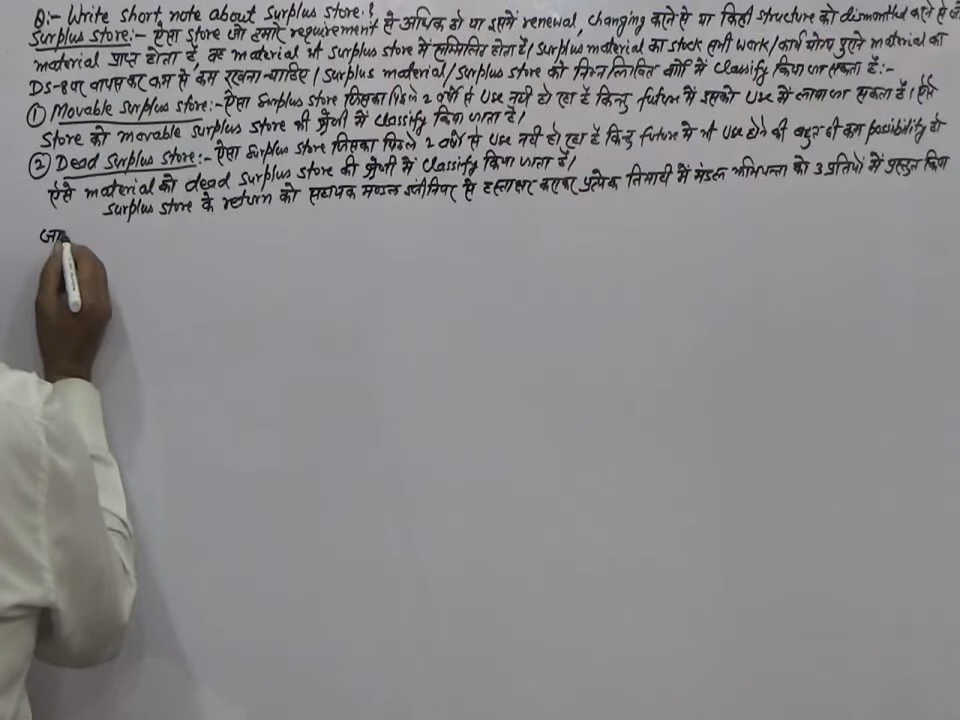 Q:- Write short note about surplus store ?
Surplus store:- ऐसा store जो हमारे requirement से अधिक हो या इसमें renewal, changing करने से या किसी structure को dismantled करने से जो
material प्राप्त होता है, वह material भी surplus store में सम्मिलित होता है। surplus material का stock सभी work/कार्य योग्य पुराने material का
DS-8 पर वापस कर कम से कम रखना चाहिए। surplus material/surplus store को निम्नलिखित वर्गों में classify किया जा सकता है:-
① Movable surplus store:- ऐसा surplus store जिसका पिछले 2 वर्षों से use नहीं हो रहा है किन्तु future में इसको use में लाया जा सकता है। ऐसे
store को movable surplus store की श्रेणी में classify किया जाता है।
② Dead surplus store:- ऐसा surplus store जिसका पिछले 2 वर्षों से use नहीं हो रहा है किन्तु future में भी use होने की बहुत ही कम possibility हो
ऐसे material को dead surplus store की श्रेणी में classify किया जाता है।
surplus store के return को सहायक मण्डल इंजीनियर से हस्ताक्षर कराकर प्रत्येक तिमाही में मंडल अभियन्ता को 3 प्रतियों में प्रस्तुत किया
जा